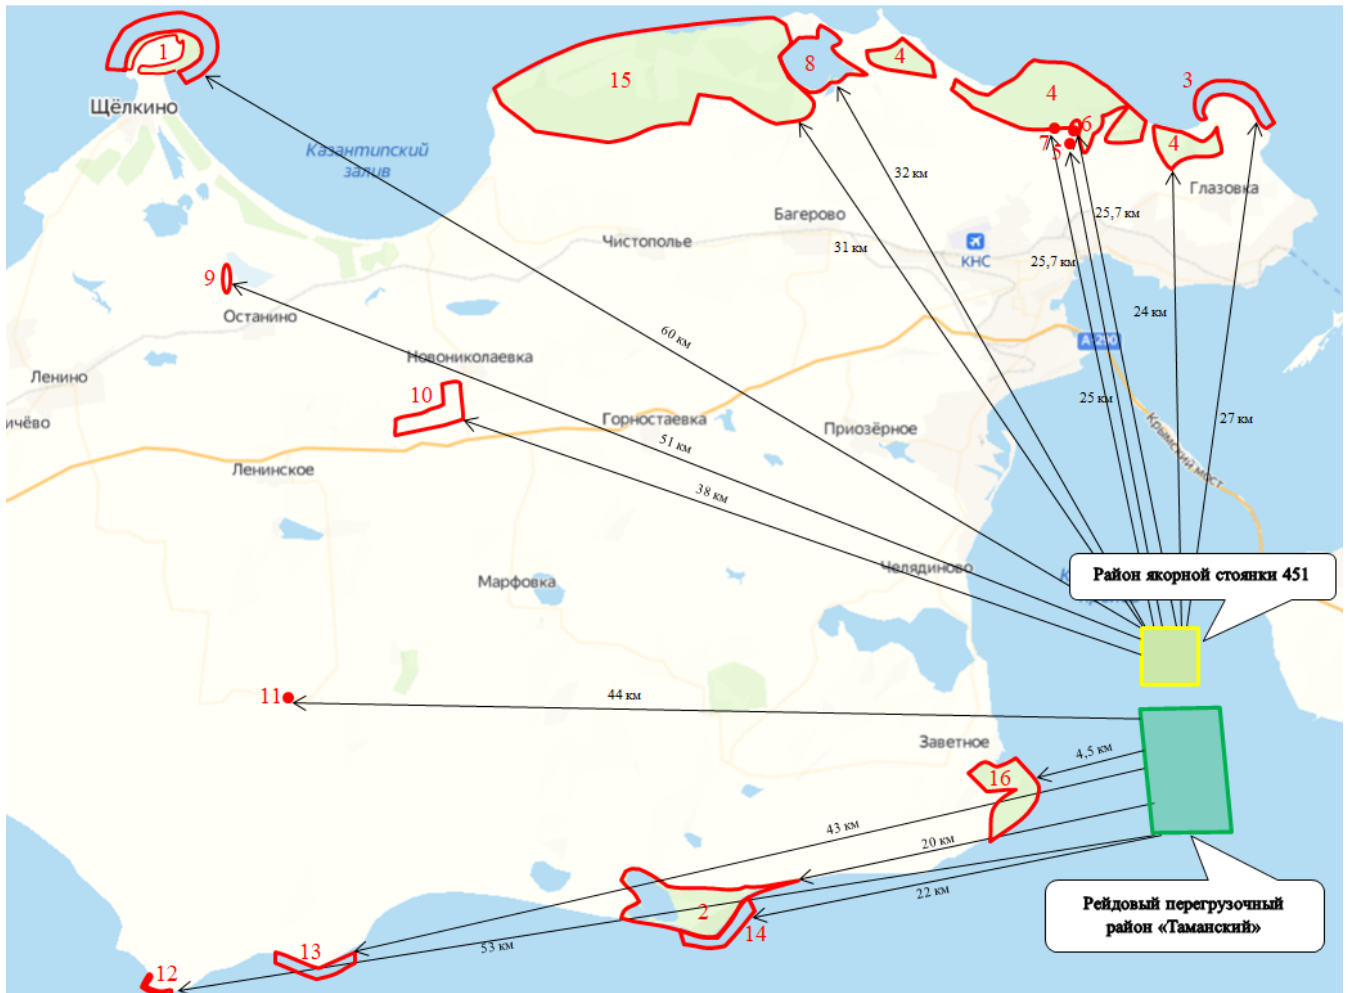 1
Щёлкино
Казантипский
залив
15
8
4
4
3
7
6
5
4
Глазовка
32 км
Багерово
25,7 км
Чистополье
31 км
КНС
25,7 км
9
Останино
24 км
60 км
А 290
Новониколаевка
Ленино
10
25 км
ичёво
Горностаевка
Приозёрное
27 км
51 км
Крымский мост
Ленинское
38 км
Челядиново
Район якорной стоянки 451
Марфовка
11
44 км
Заветное
4,5 км
16
43 км
20 км
22 км
2
14
Рейдовый перегрузочный
район «Таманский»
53 км
13
12